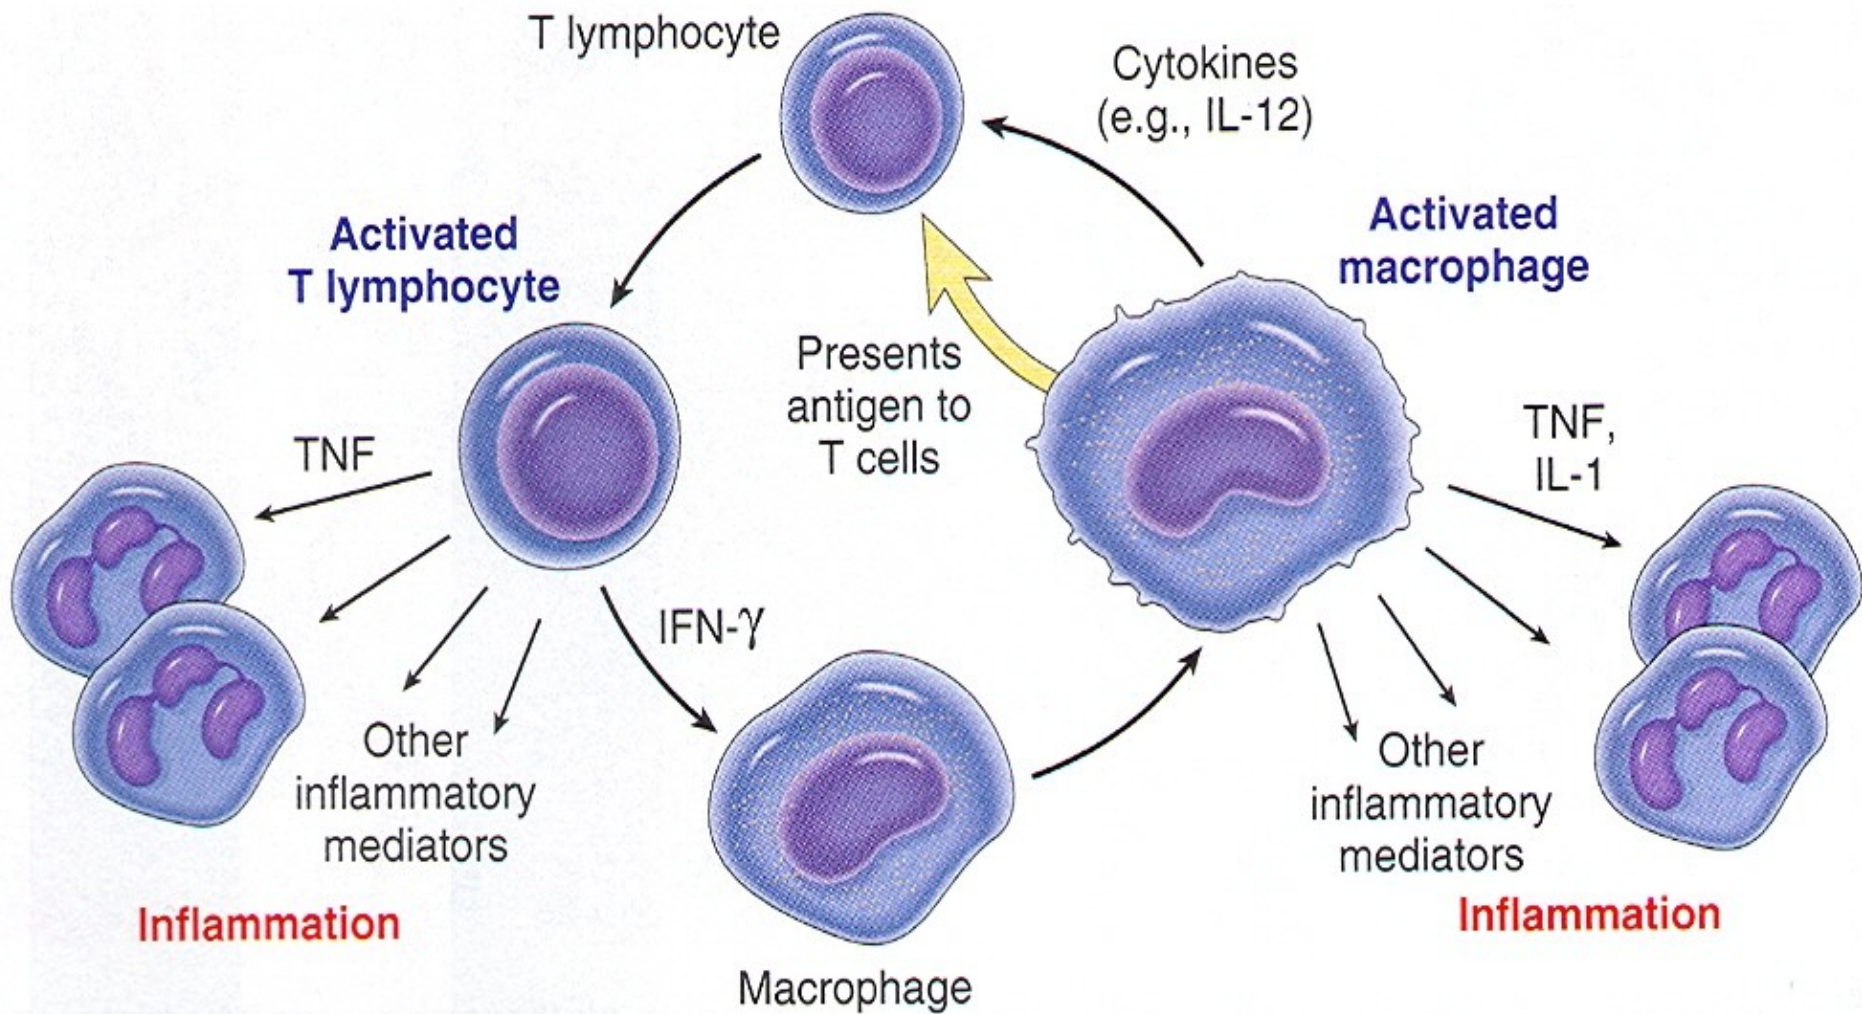 T lymphocyte
Cytokines
(e.g., IL-12)
Activated
T lymphocyte
Activated
macrophage
Presents
antigen to
T cells
TNF
TNF,
IL-1
IFN-γ
Other
inflammatory
mediators
Other
inflammatory
mediators
Inflammation
Inflammation
Macrophage